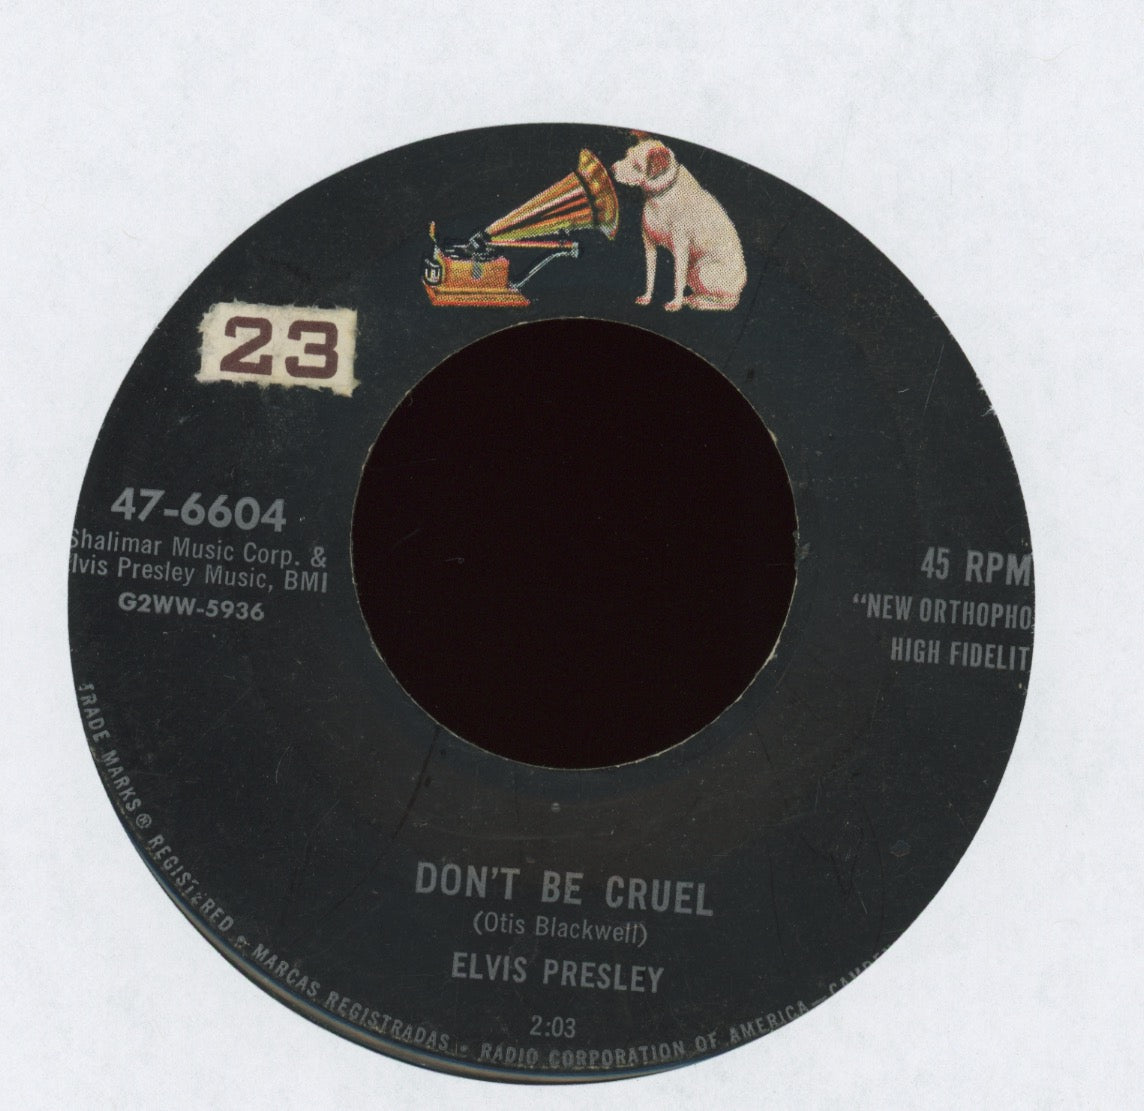 23
47-6604
Shalimar Music Corp. &
lvis Presley Music, BMI
G2WW-5936
45 RPM
“NEW ORTHOPHO
HIGH FIDELIT
DON'T BE CRUEL
(Otis Blackwell)
ELVIS PRESLEY
2:03
TRADE MARKS ® REGISTERED • MARCAS REGISTRADAS • RADIO CORPORATION OF AMERICA — CAMDEN